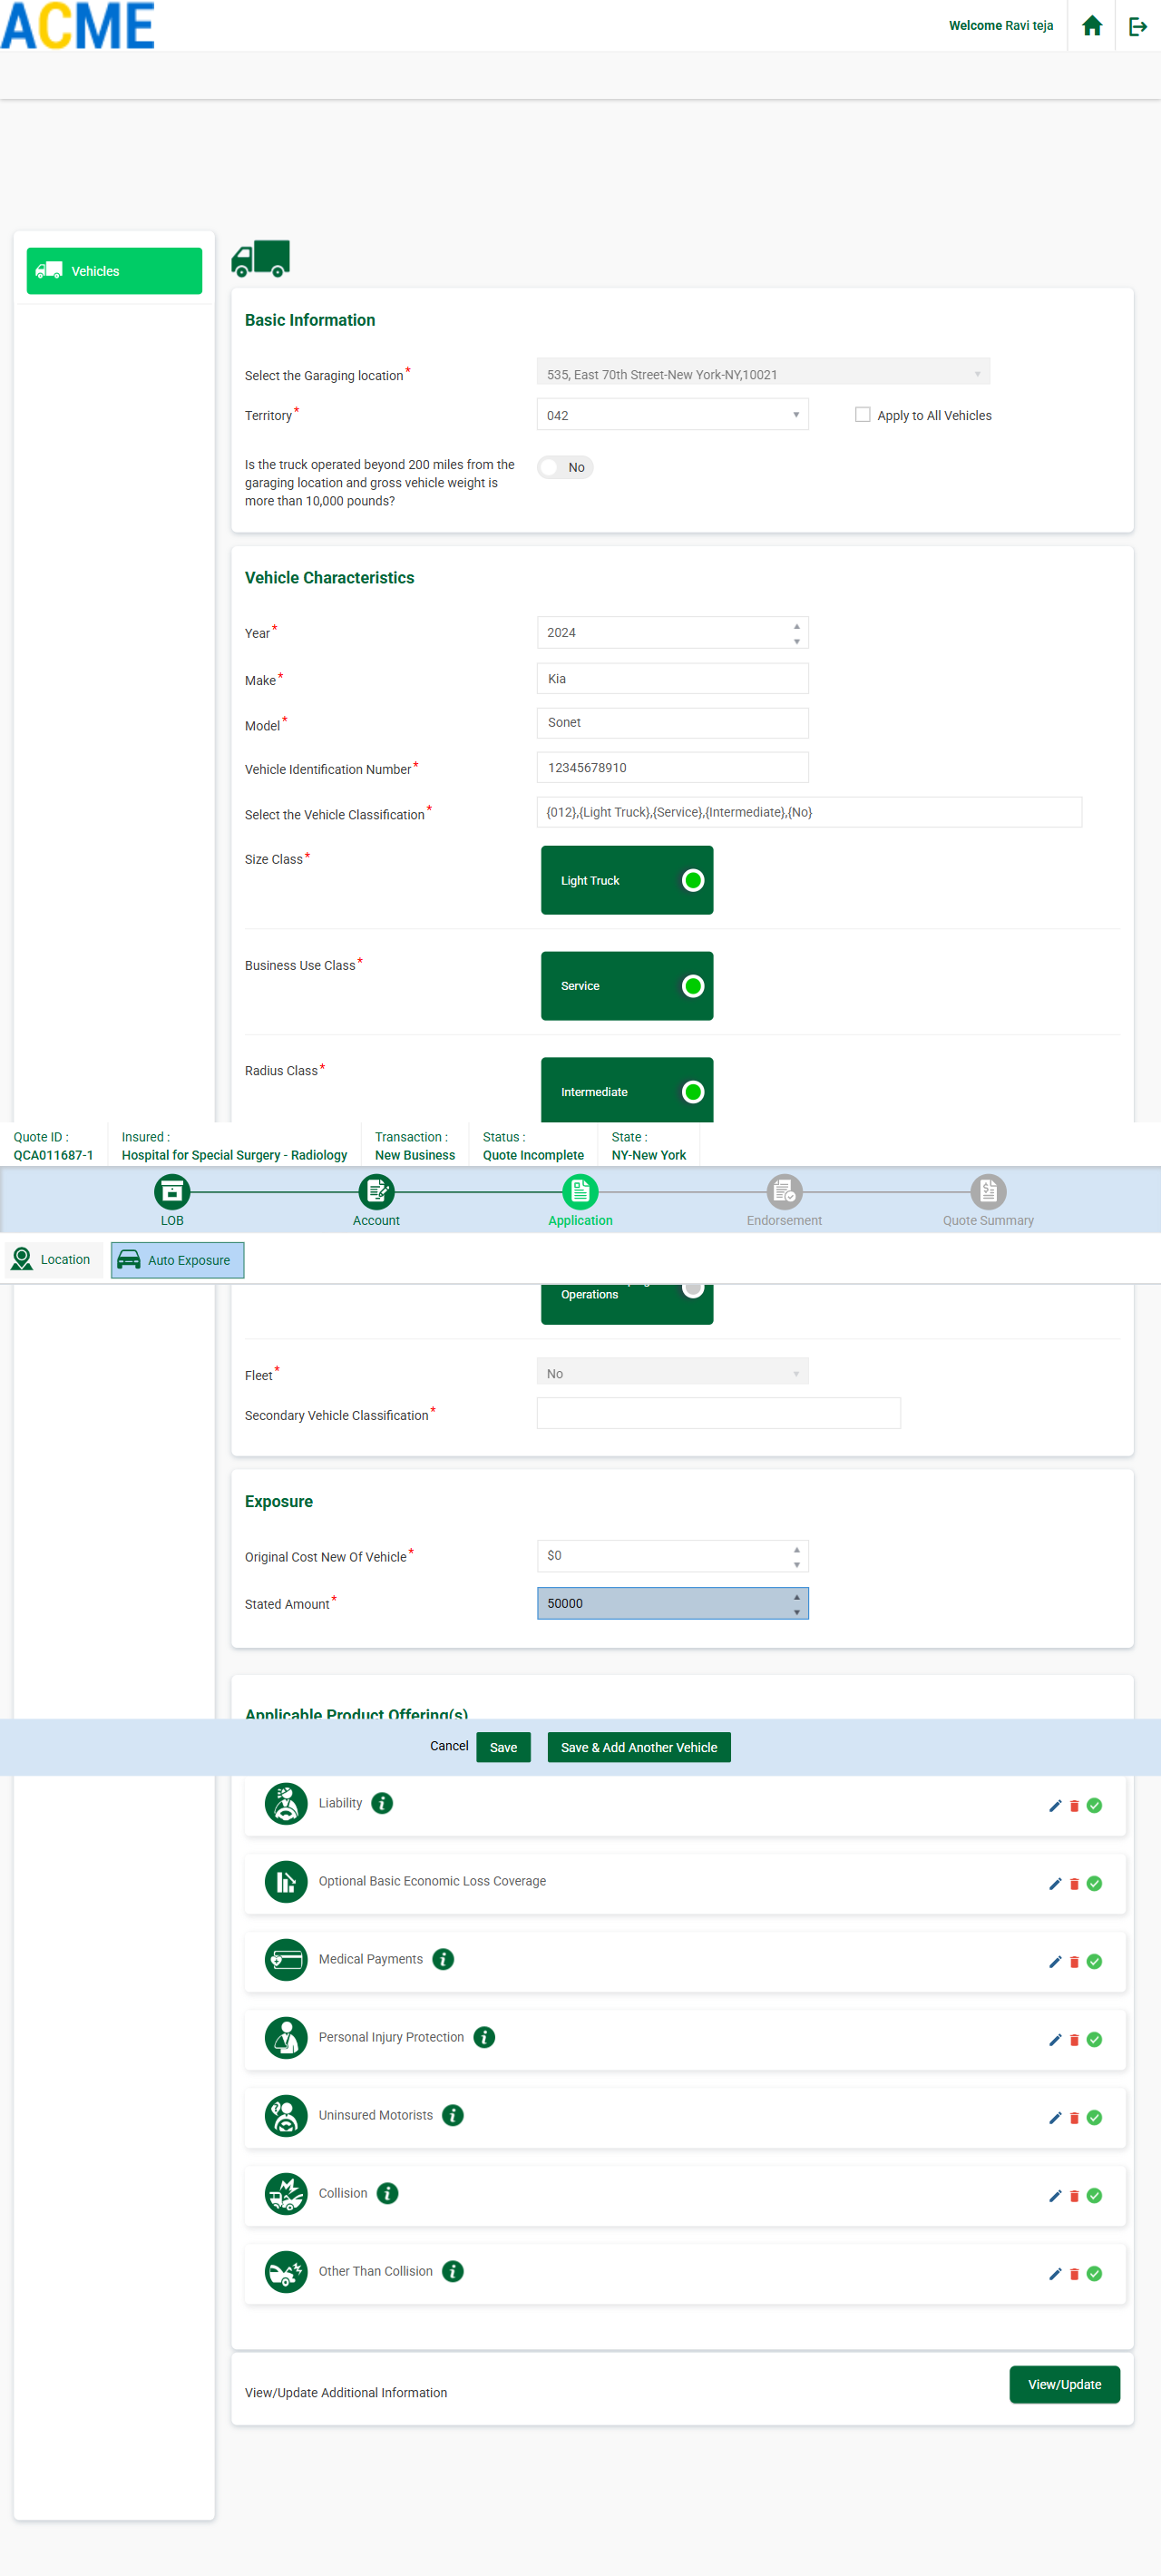 ACME
Welcome Ravi teja
Vehicles
Basic Information
Select the Garaging location*
535, East 70th Street-New York-NY,10021
Territory*
042
Apply to All Vehicles
Is the truck operated beyond 200 miles from the
garaging location and gross vehicle weight is
more than 10,000 pounds?
No
Vehicle Characteristics
Year*
2024
Make*
Kia
Model*
Sonet
Vehicle Identification Number*
12345678910
Select the Vehicle Classification*
{012},{Light Truck},{Service},{Intermediate},{No}
Size Class*
Light Truck
Business Use Class*
Service
Radius Class*
Intermediate
Quote ID :
QCA011687-1
Insured :
Hospital for Special Surgery - Radiology
Transaction :
New Business
Status :
Quote Incomplete
State :
NY-New York
LOB
Account
Application
Endorsement
Quote Summary
Location
Auto Exposure
Operations
Fleet*
No
Secondary Vehicle Classification*
Exposure
Original Cost New Of Vehicle*
$0
Stated Amount*
50000
Applicable Product Offering(s)
Cancel
Save
Save & Add Another Vehicle
Liability
Optional Basic Economic Loss Coverage
Medical Payments
Personal Injury Protection
Uninsured Motorists
Collision
Other Than Collision
View/Update Additional Information
View/Update